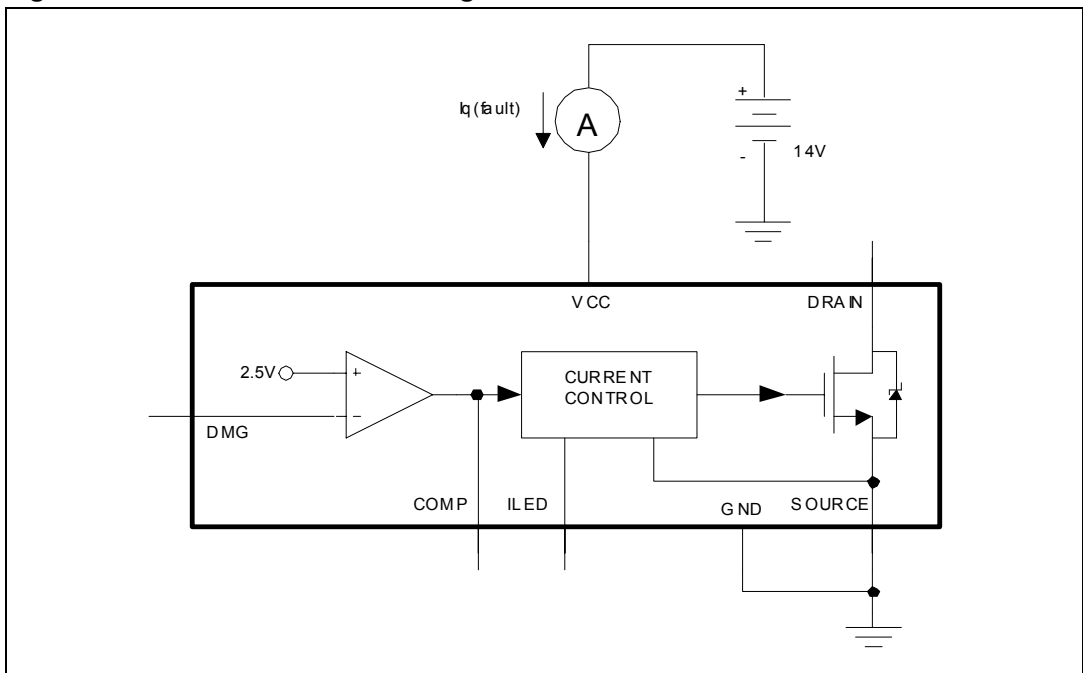 Iq(fault)
A
+
-
14V
VCC
DRAIN
2.5V
+
-
DMG
CURRENT
CONTROL
COMP
ILED
GND
SOURCE